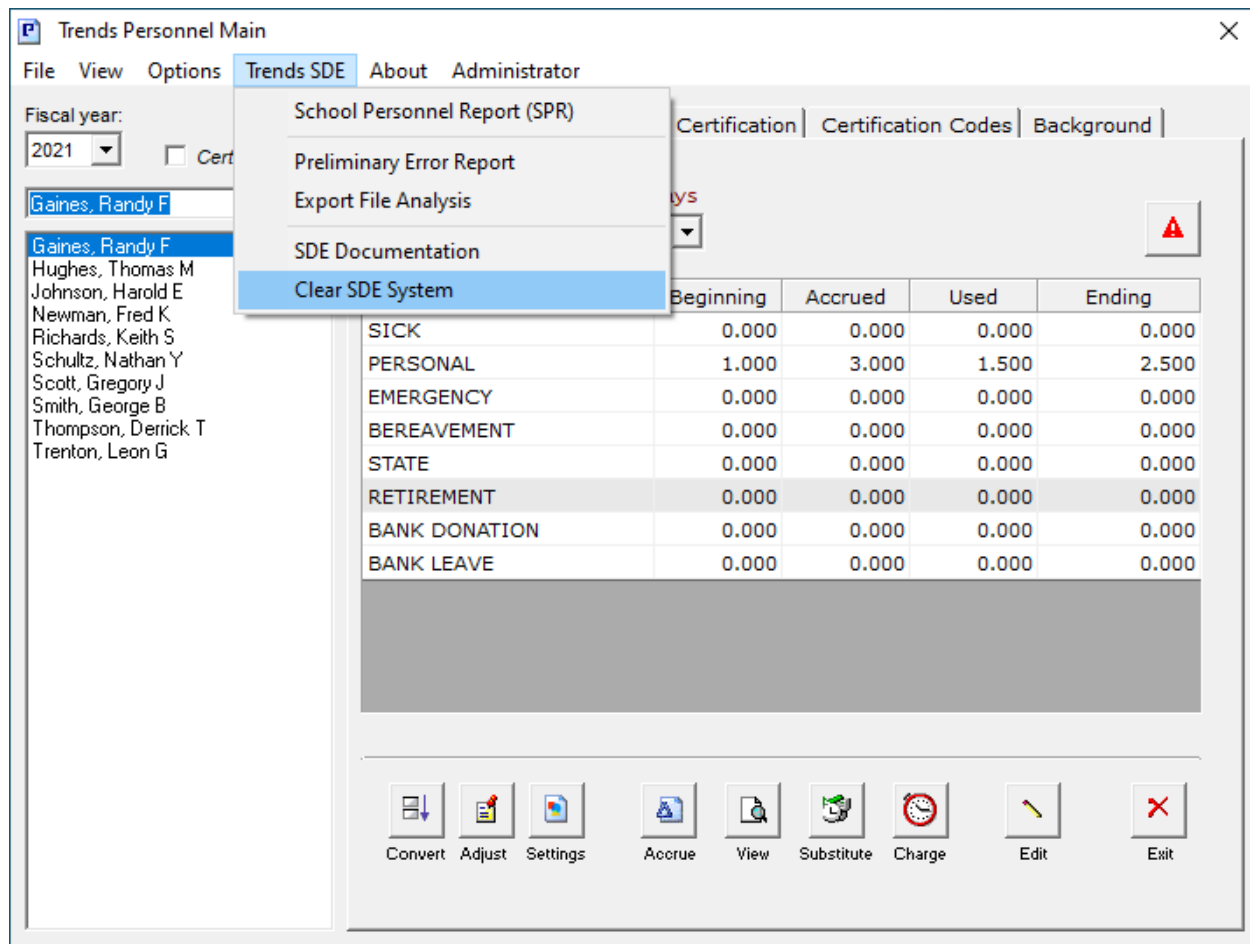 Trends Personnel Main
File View Options Trends SDE About Administrator
School Personnel Report (SPR)
Preliminary Error Report
Export File Analysis
SDE Documentation
Clear SDE System
Fiscal year:
2021
Cert
Certification Certification Codes Background
Gaines, Randy F
Gaines, Randy F
Hughes, Thomas M
Johnson, Harold E
Newman, Fred K
Richards, Keith S
Schultz, Nathan Y
Scott, Gregory J
Smith, George B
Thompson, Derrick T
Trenton, Leon G
ys
Beginning Accrued Used Ending
SICK 0.000 0.000 0.000 0.000
PERSONAL 1.000 3.000 1.500 2.500
EMERGENCY 0.000 0.000 0.000 0.000
BEREAVEMENT 0.000 0.000 0.000 0.000
STATE 0.000 0.000 0.000 0.000
RETIREMENT 0.000 0.000 0.000 0.000
BANK DONATION 0.000 0.000 0.000 0.000
BANK LEAVE 0.000 0.000 0.000 0.000
Convert Adjust Settings Accrue View Substitute Charge Edit Exit